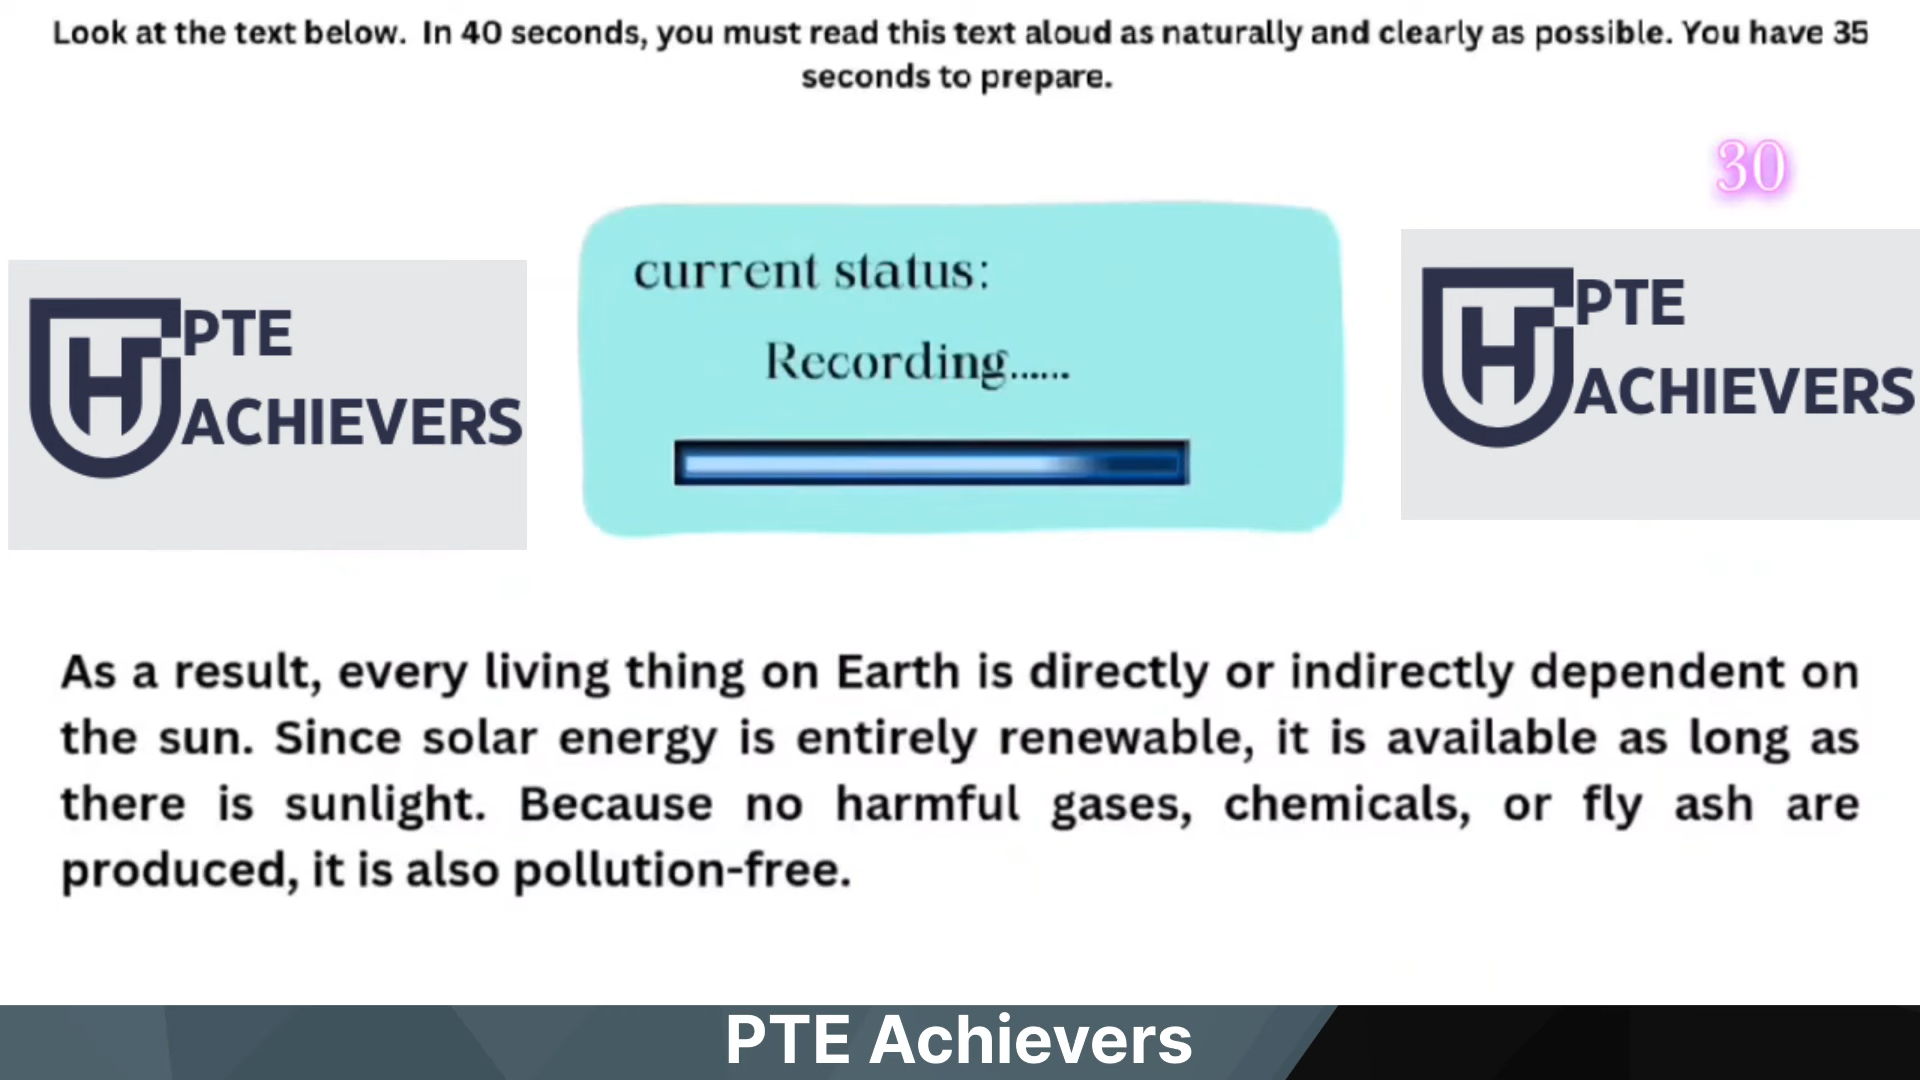 Look at the text below. In 40 seconds, you must read this text aloud as naturally and clearly as possible. You have 35
seconds to prepare.
30
current status:
Recording......
PTE
ACHIEVERS
PTE
ACHIEVERS
As a result, every living thing on Earth is directly or indirectly dependent on
the sun. Since solar energy is entirely renewable, it is available as long as
there is sunlight. Because no harmful gases, chemicals, or fly ash are
produced, it is also pollution-free.
PTE Achievers